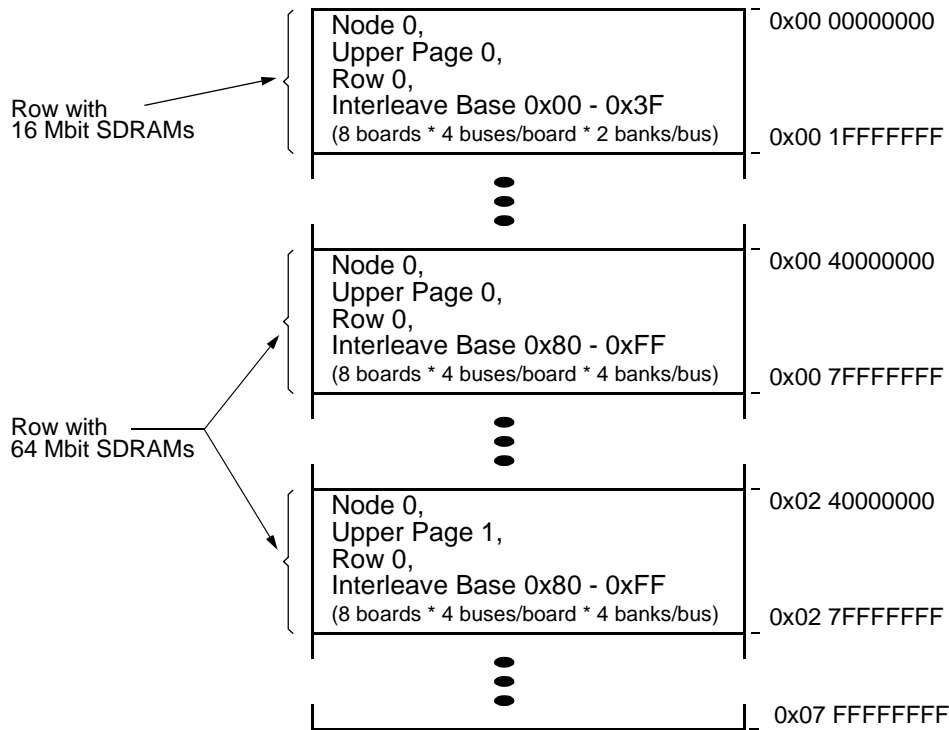 Node 0,
Upper Page 0,
Row 0,
Interleave Base 0x00 - 0x3F
(8 boards * 4 buses/board * 2 banks/bus)
0x00 00000000
0x00 1FFFFFFF
Row with
16 Mbit SDRAMs
Node 0,
Upper Page 0,
Row 0,
Interleave Base 0x80 - 0xFF
(8 boards * 4 buses/board * 4 banks/bus)
0x00 40000000
0x00 7FFFFFFF
Row with
64 Mbit SDRAMs
Node 0,
Upper Page 1,
Row 0,
Interleave Base 0x80 - 0xFF
(8 boards * 4 buses/board * 4 banks/bus)
0x02 40000000
0x02 7FFFFFFF
0x07 FFFFFFFF